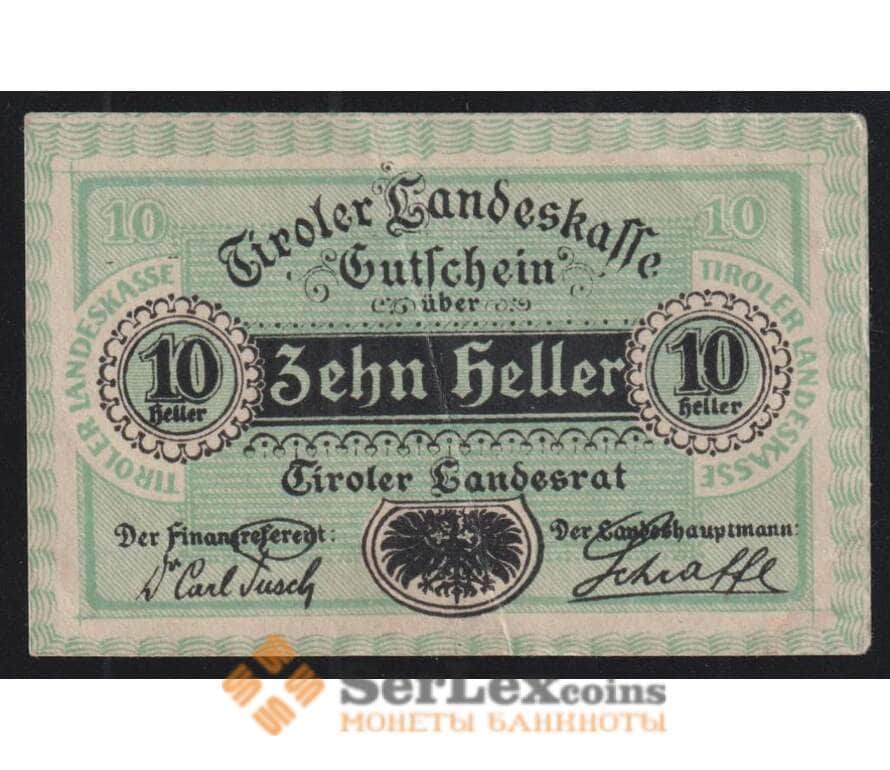 10 10
Tiroler Landeskasse
Gutschein
über
TIROLER LANDESKASSE
TIROLER LANDESKASSE
10 Heller
Zehn Heller
10 Heller
Tiroler Landesrat
Der Finanzreferent:
Der Landeshauptmann:
Dr Carl Pusch
Schraffl
SerLexcoins
МОНЕТЫ БАНКНОТЫ